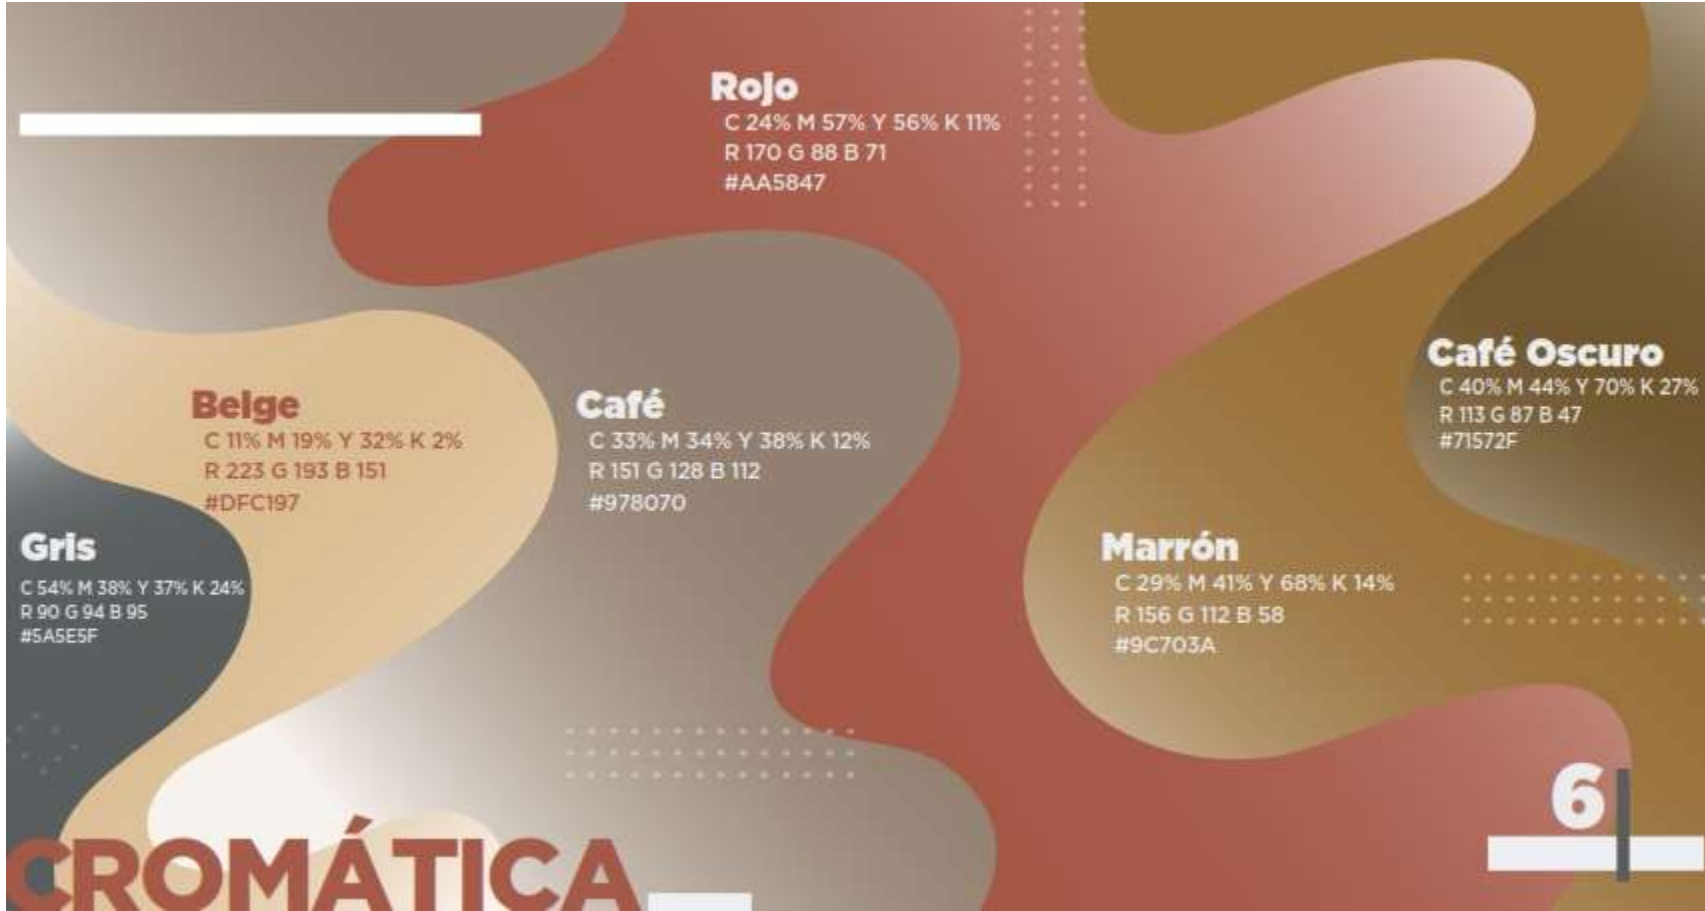 Rojo
C 24% M 57% Y 56% K 11%
R 170 G 88 B 71
#AA5847
Café Oscuro
C 40% M 44% Y 70% K 27%
R 113 G 87 B 47
#71572F
Beige
C 11% M 19% Y 32% K 2%
R 223 G 193 B 151
#DFC197
Café
C 33% M 34% Y 38% K 12%
R 151 G 128 B 112
#978070
Gris
C 54% M 38% Y 37% K 24%
R 90 G 94 B 95
#5A5E5F
Marrón
C 29% M 41% Y 68% K 14%
R 156 G 112 B 58
#9C703A
6
CROMÁTICA